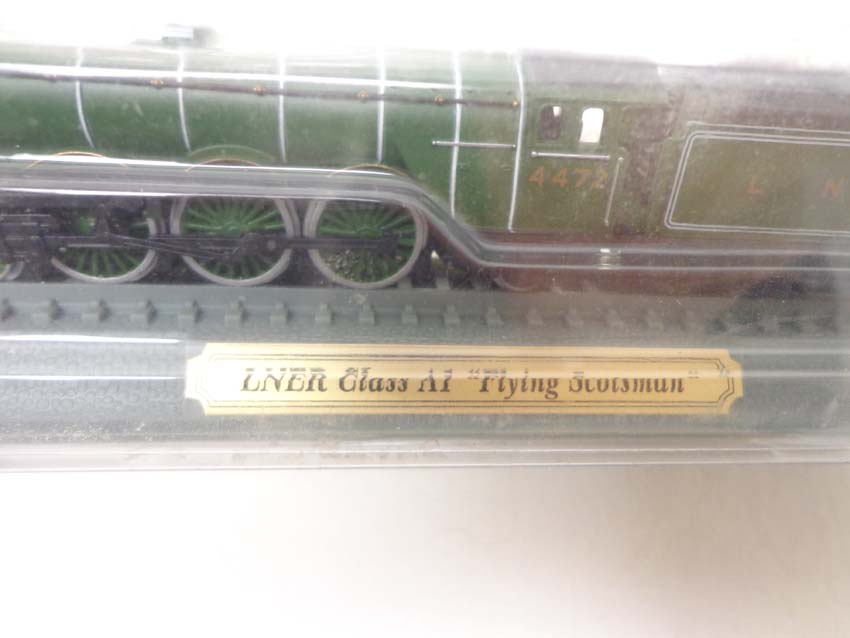 4472
L N
LNER Class A1 "Flying Scotsman"